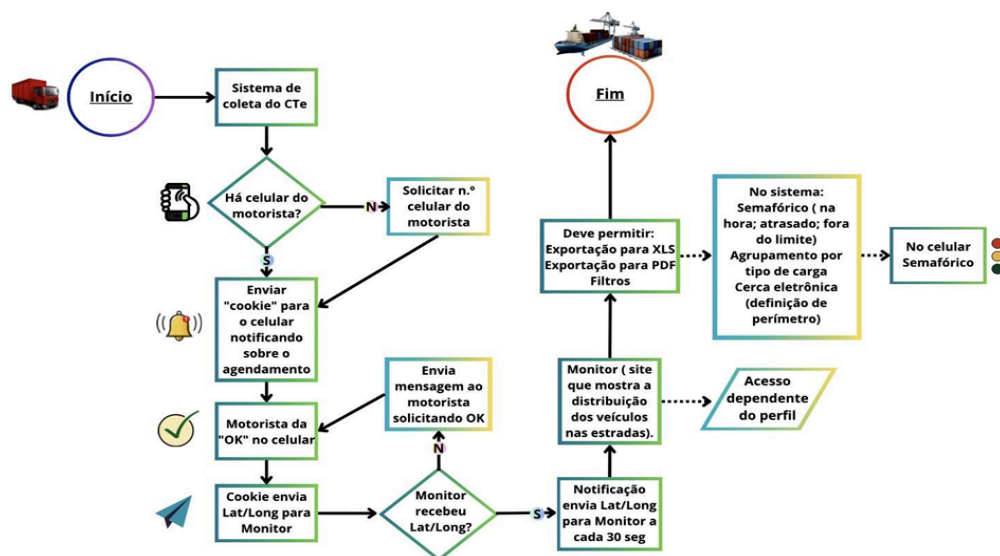 Início
Sistema de
coleta do CTe
Há celular do
motorista?
N
Solicitar n.º
celular do
motorista
S
Enviar
"cookie" para
o celular
notificando
sobre o
agendamento
Motorista da
"OK" no celular
Cookie envia
Lat/Long para
Monitor
Monitor
recebeu
Lat/Long?
N
Envia
mensagem ao
motorista
solicitando OK
S
Notificação
envia Lat/Long
para Monitor a
cada 30 seg
Monitor ( site
que mostra a
distribuição
dos veículos
nas estradas).
Acesso
dependente
do perfil
Deve permitir:
Exportação para XLS
Exportação para PDF
Filtros
No sistema:
Semafórico ( na
hora; atrasado; fora
do limite)
Agrupamento por
tipo de carga
Cerca eletrônica
(definição de
perímetro)
No celular
Semafórico
Fim